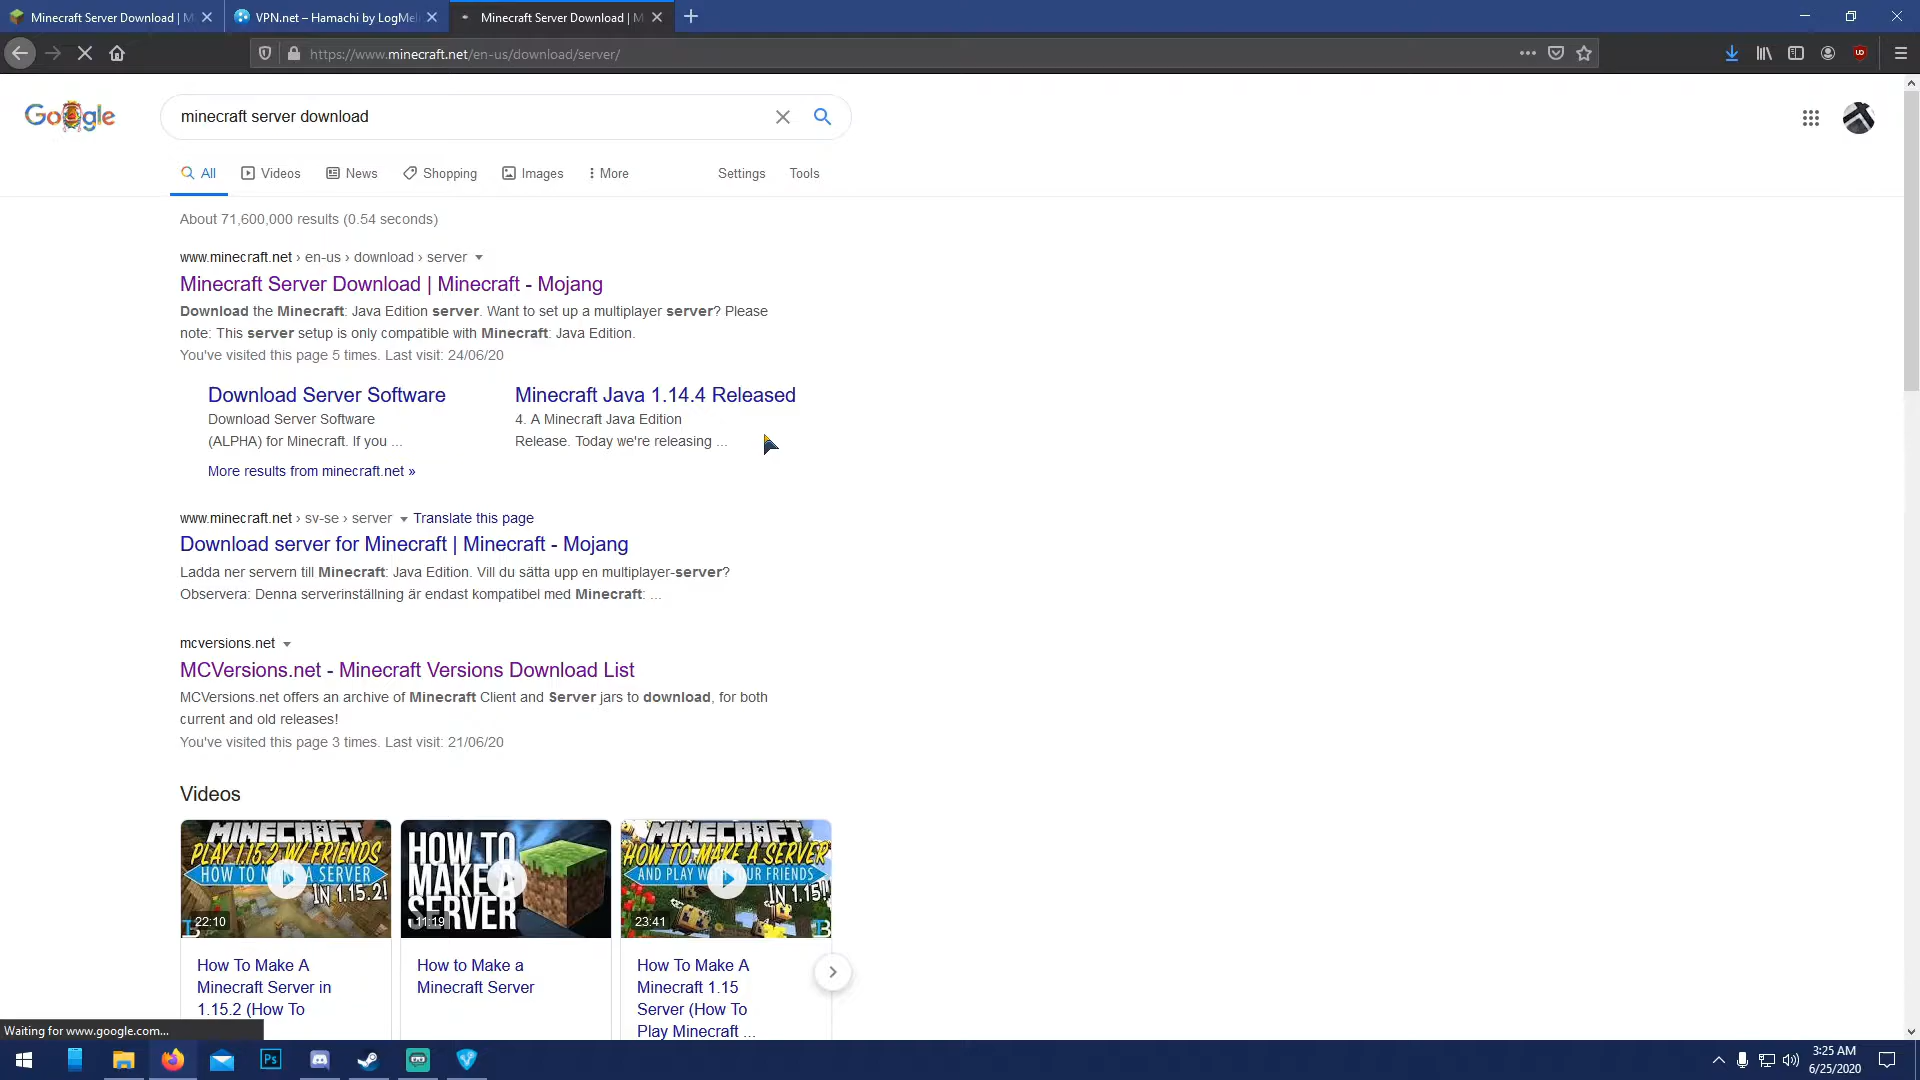 Minecraft Server Download | M
VPN.net – Hamachi by LogMeI
Minecraft Server Download | M
https://www.minecraft.net/en-us/download/server/
Google
minecraft server download
All
Videos
News
Shopping
Images
More
Settings
Tools
About 71,600,000 results (0.54 seconds)
www.minecraft.net › en-us › download › server
Minecraft Server Download | Minecraft - Mojang
Download the Minecraft: Java Edition server. Want to set up a multiplayer server? Please
note: This server setup is only compatible with Minecraft: Java Edition.
You've visited this page 5 times. Last visit: 24/06/20
Download Server Software
Download Server Software
(ALPHA) for Minecraft. If you ...
Minecraft Java 1.14.4 Released
4. A Minecraft Java Edition
Release. Today we're releasing ...
More results from minecraft.net »
www.minecraft.net › sv-se › server
Translate this page
Download server for Minecraft | Minecraft - Mojang
Ladda ner servern till Minecraft: Java Edition. Vill du sätta upp en multiplayer-server?
Observera: Denna serverinställning är endast kompatibel med Minecraft: ...
mcversions.net
MCVersions.net - Minecraft Versions Download List
MCVersions.net offers an archive of Minecraft Client and Server jars to download, for both
current and old releases!
You've visited this page 3 times. Last visit: 21/06/20
Videos
MINECRAFT
PLAY 1.15.2 W/ FRIENDS
HOW TO MAKE A SERVER
IN 1.15.2!
22:10
HOW TO
MAKE A
SERVER
11:19
MINECRAFT
HOW TO MAKE A SERVER
AND PLAY WITH YOUR FRIENDS
IN 1.15!
23:41
How To Make A
Minecraft Server in
1.15.2 (How To
How to Make a
Minecraft Server
How To Make A
Minecraft 1.15
Server (How To
Play Minecraft ...
Waiting for www.google.com...
Ps
3:25 AM
6/25/2020